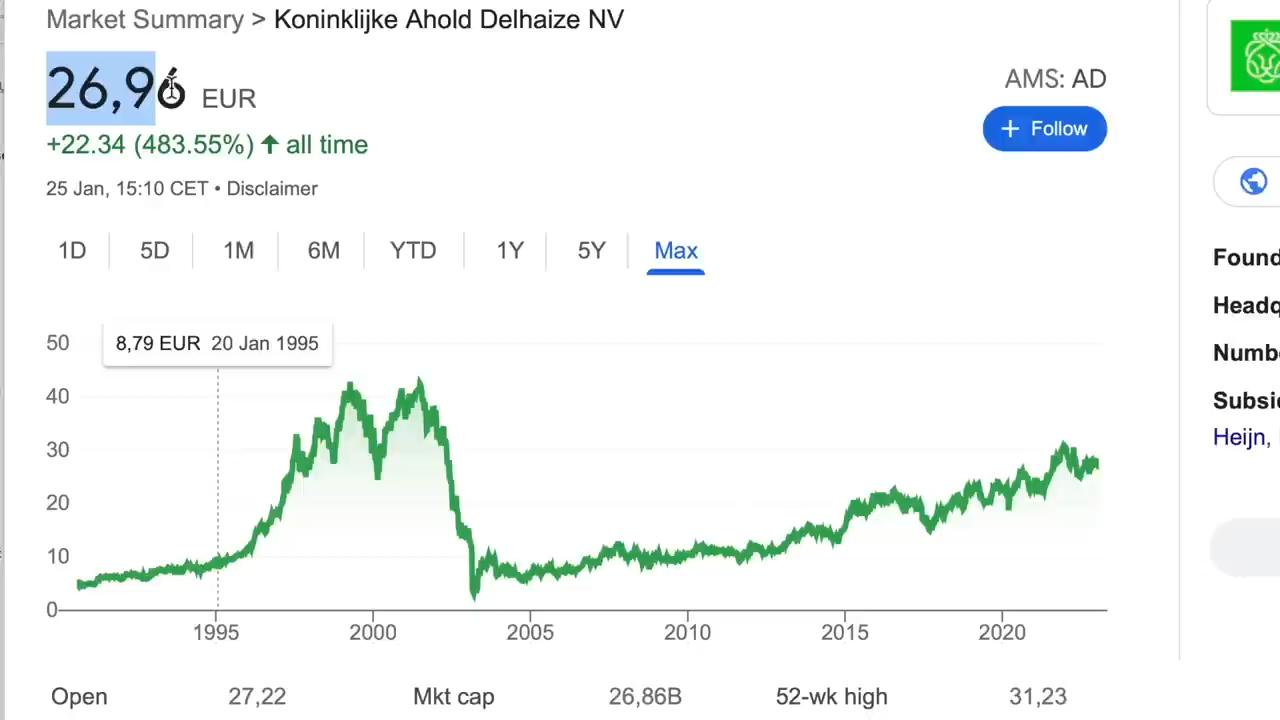 Market Summary > Koninklijke Ahold Delhaize NV
26,96 EUR
AMS: AD
+ Follow
+22.34 (483.55%) ↑ all time
25 Jan, 15:10 CET • Disclaimer
1D 5D 1M 6M YTD 1Y 5Y Max
8,79 EUR 20 Jan 1995
50
40
30
20
10
0
1995 2000 2005 2010 2015 2020
Open 27,22 Mkt cap 26,86B 52-wk high 31,23
Found
Headq
Numbe
Subsi
Heijn,